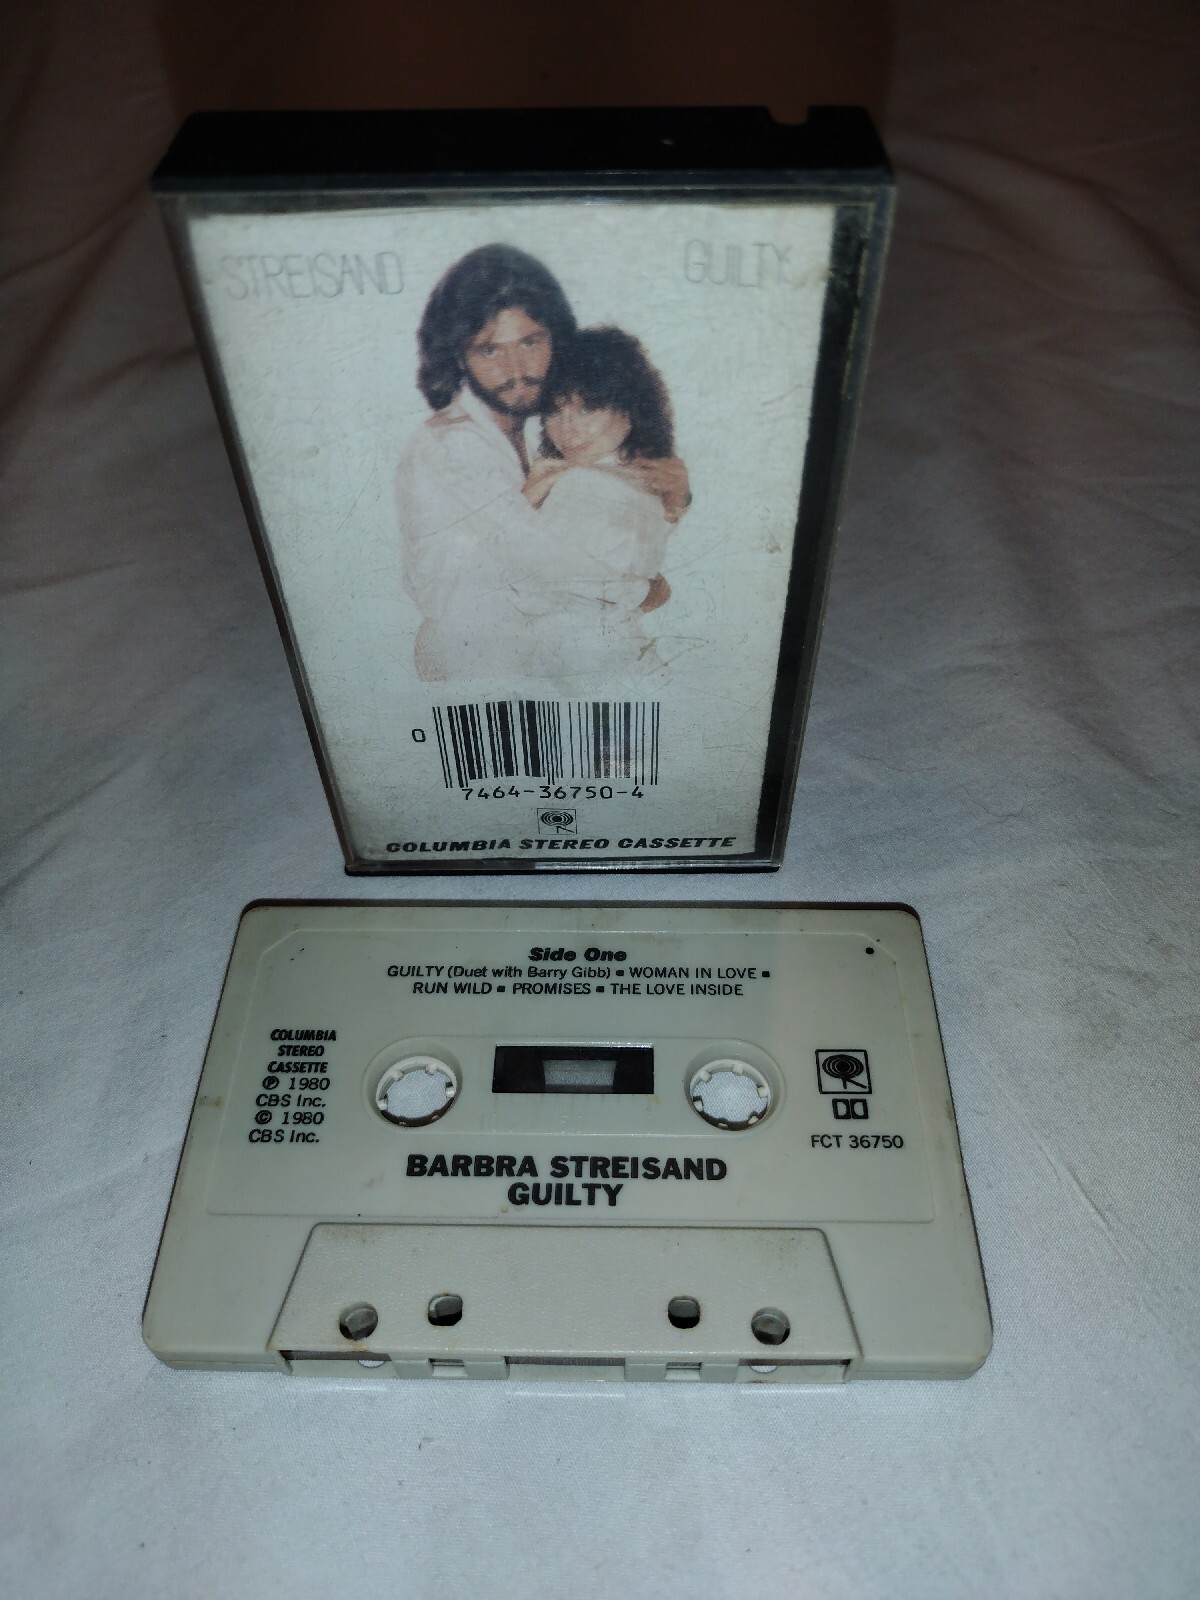 STREISAND GUILTY
0
7464-36750-4
COLUMBIA STEREO CASSETTE
Side One
GUILTY (Duet with Barry Gibb) ▪ WOMAN IN LOVE ▪
RUN WILD ▪ PROMISES ▪ THE LOVE INSIDE
COLUMBIA
STEREO
CASSETTE
℗ 1980
CBS Inc.
© 1980
CBS Inc.
FCT 36750
BARBRA STREISAND
GUILTY